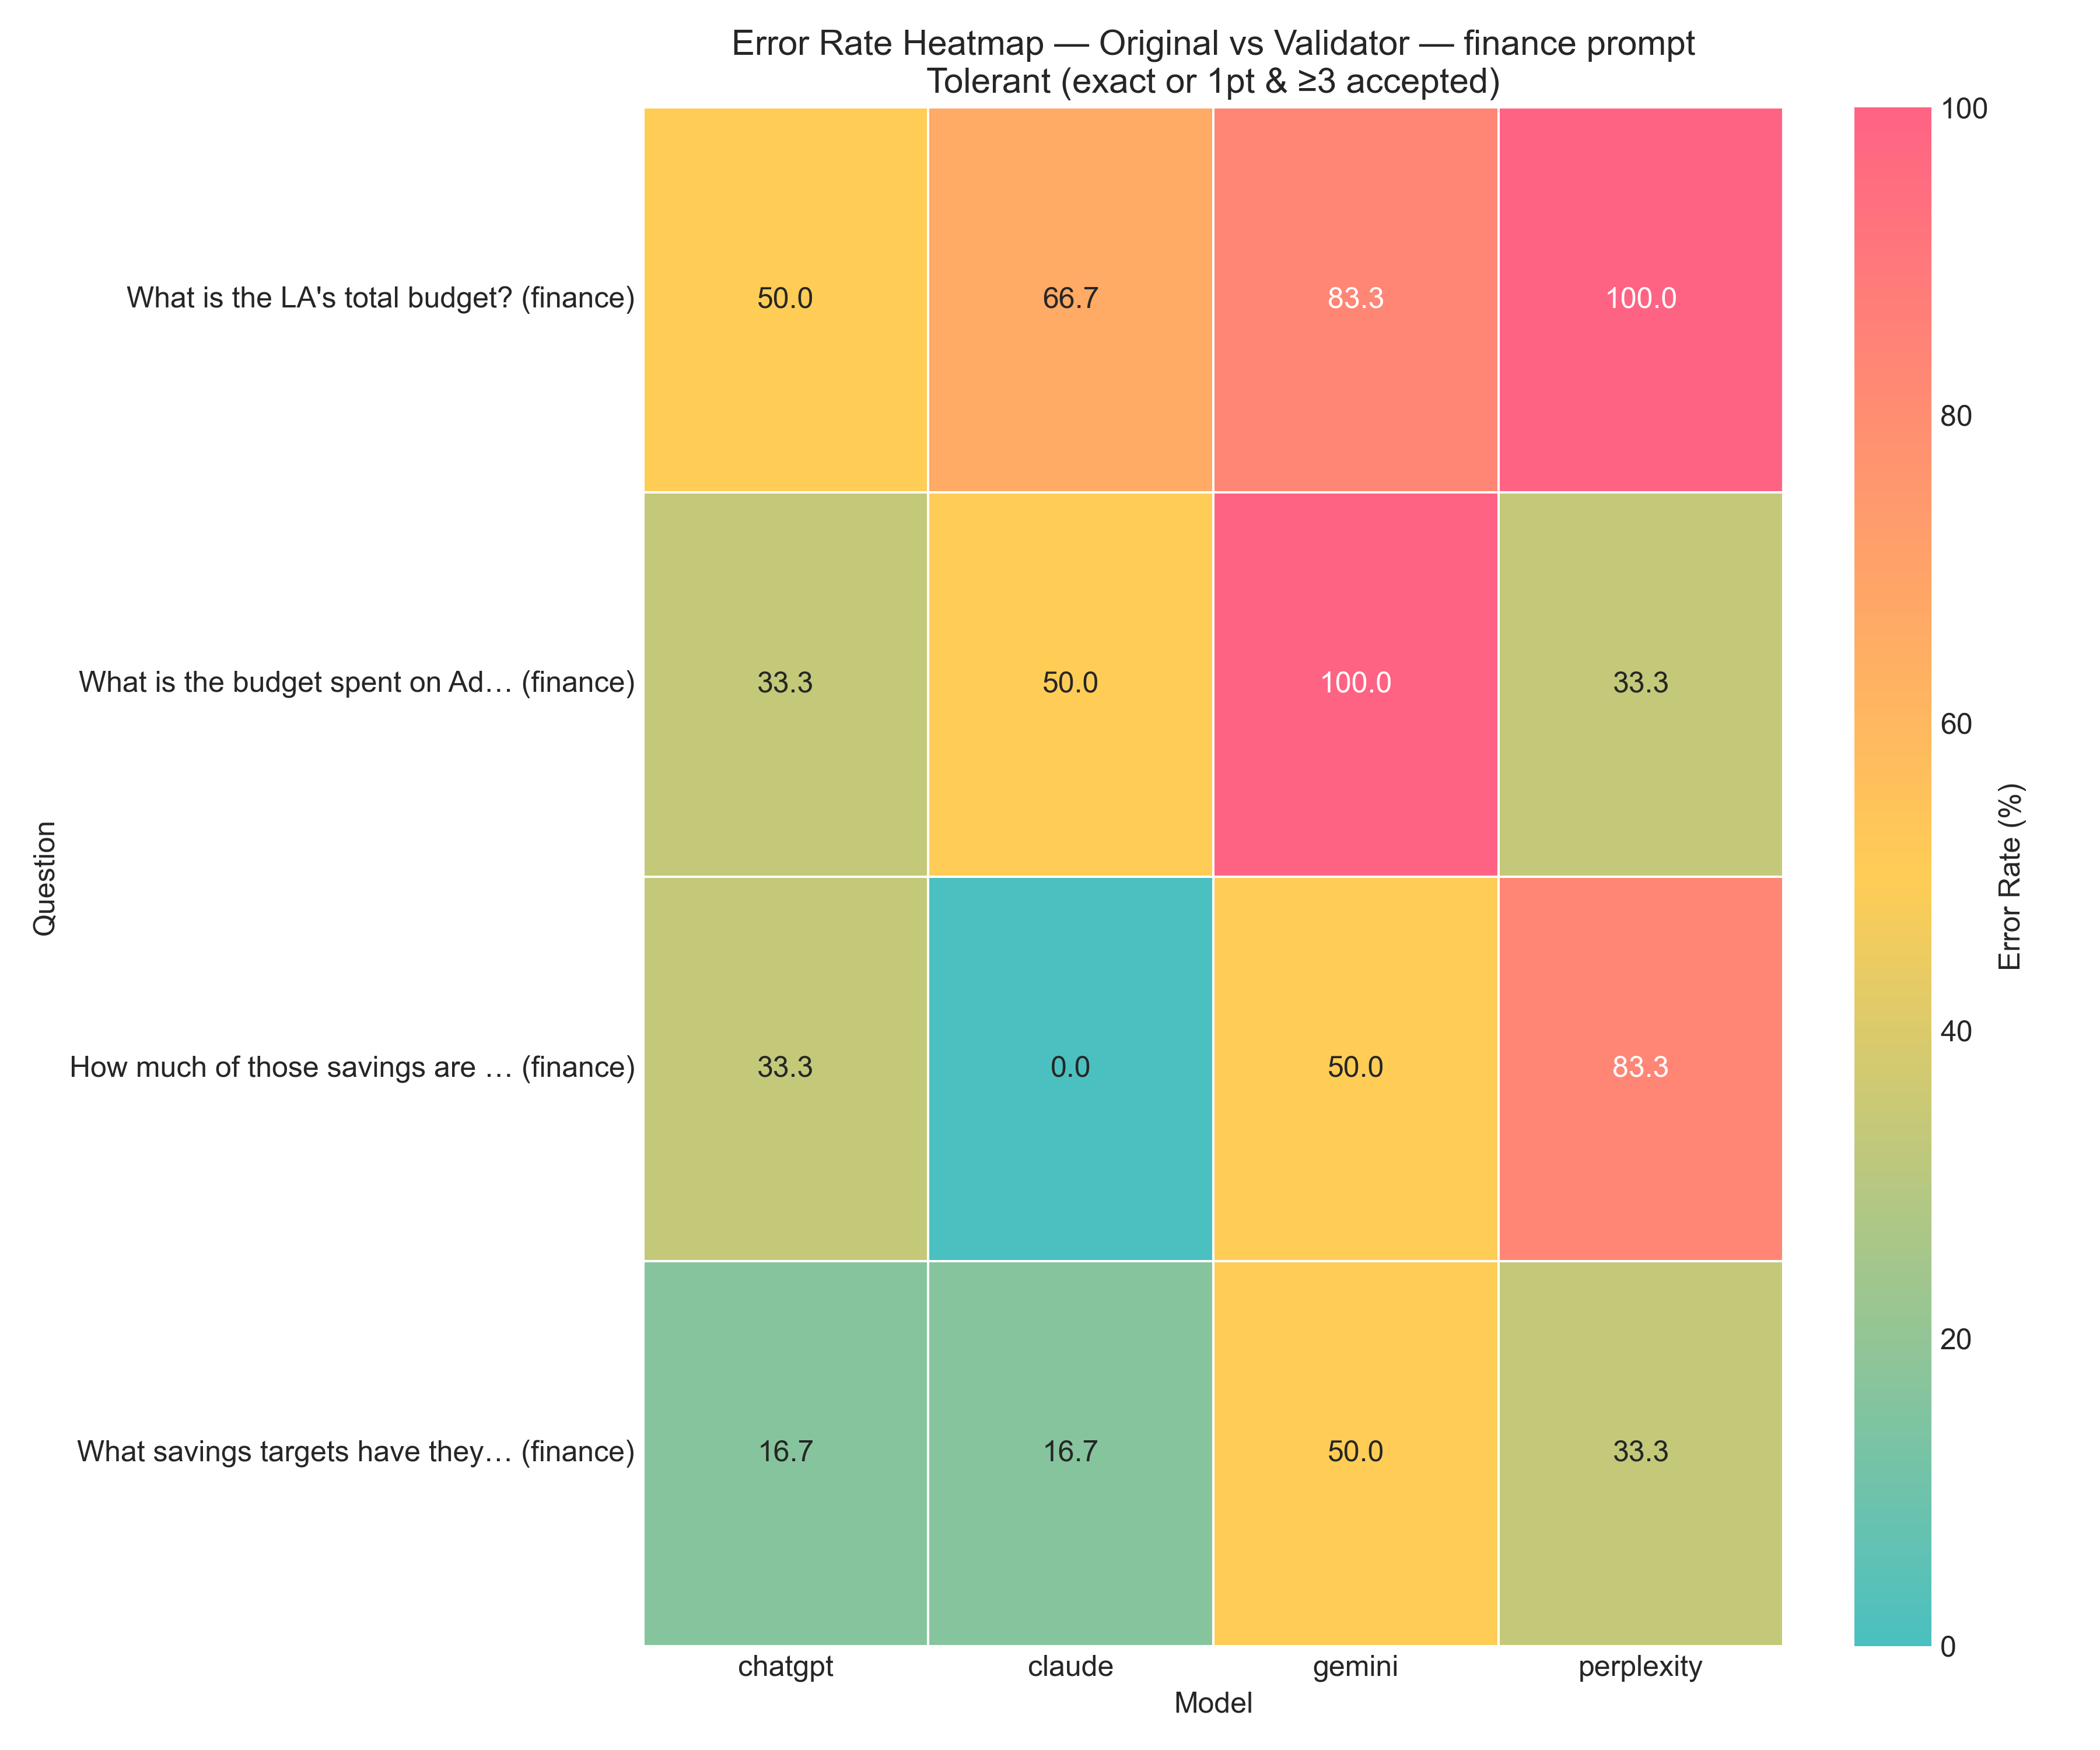 Error Rate Heatmap — Original vs Validator — finance prompt
Tolerant (exact or 1pt & ≥3 accepted)
What is the LA's total budget? (finance)
50.0 66.7 83.3 100.0
What is the budget spent on Ad… (finance)
33.3 50.0 100.0 33.3
How much of those savings are … (finance)
33.3 0.0 50.0 83.3
What savings targets have they… (finance)
16.7 16.7 50.0 33.3
chatgpt claude gemini perplexity
Model
Question
100
80
60
40
20
0
Error Rate (%)